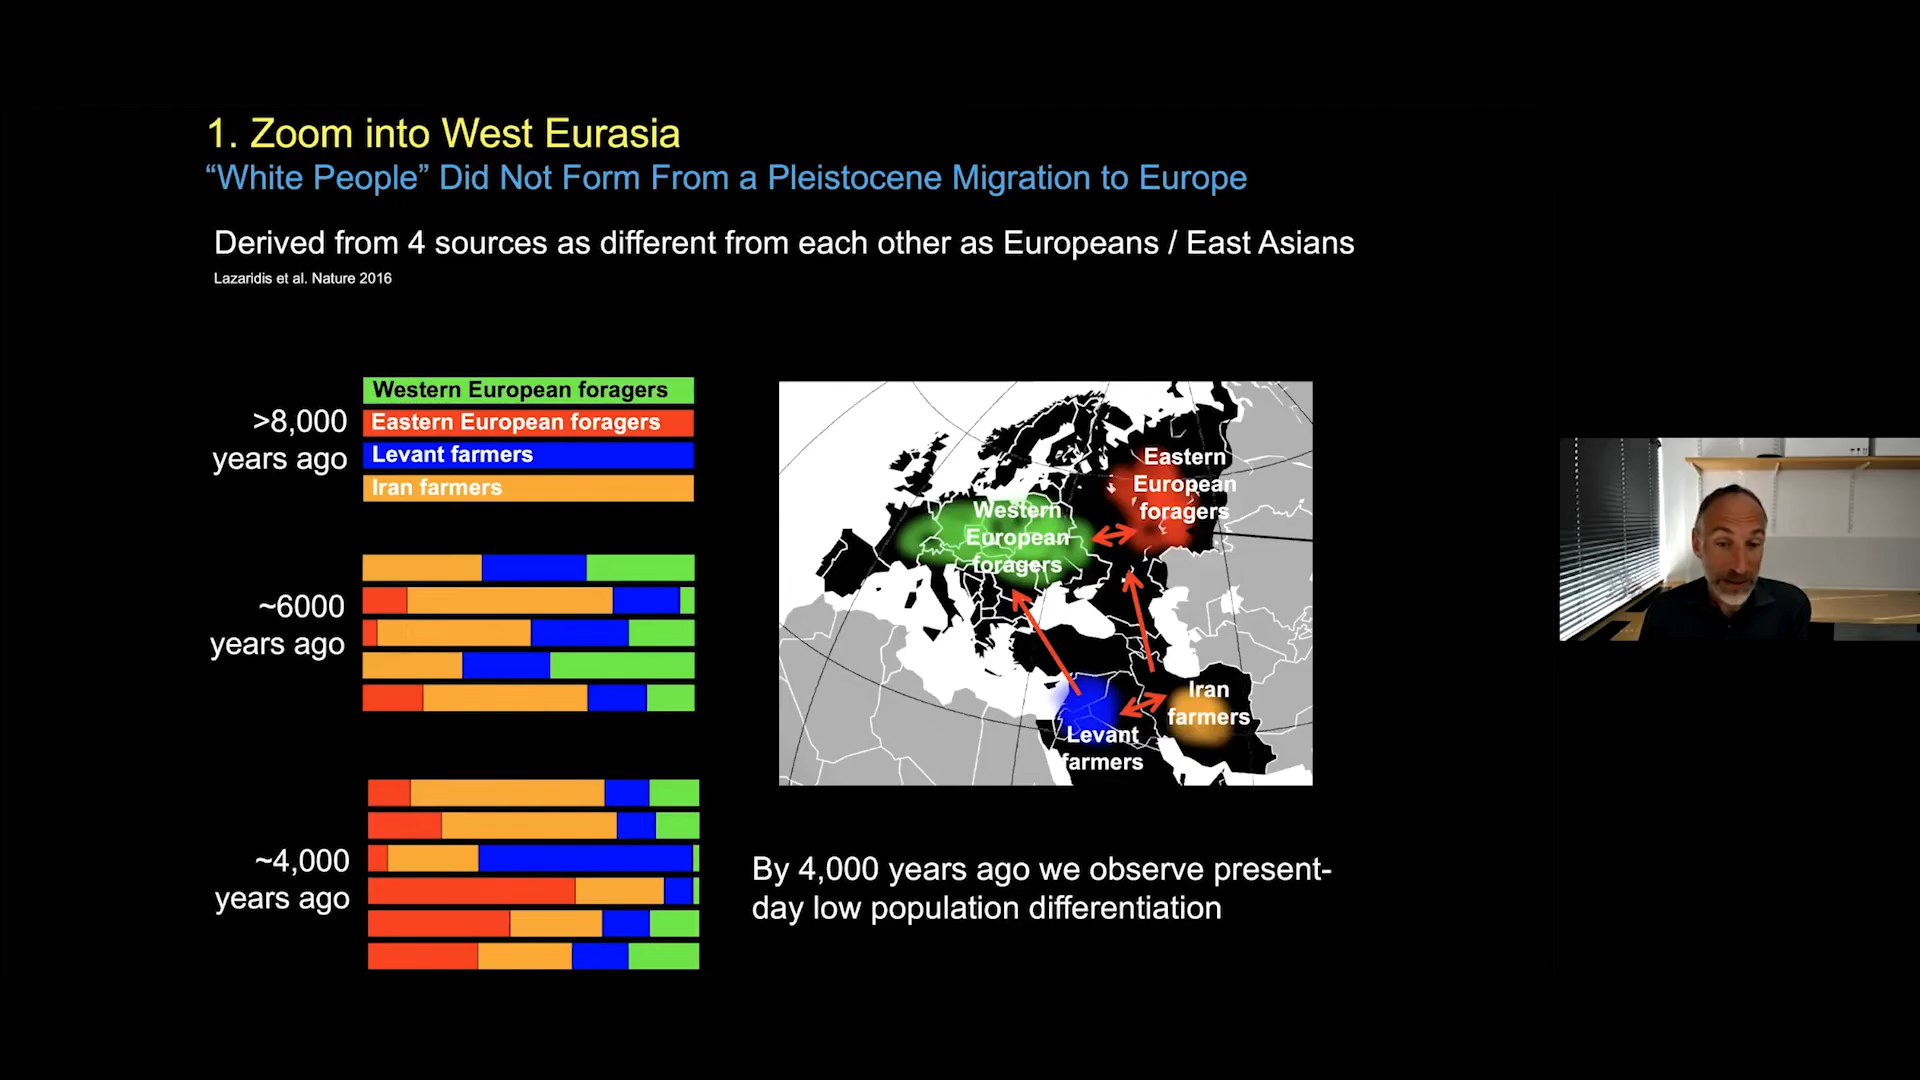 1. Zoom into West Eurasia
“White People” Did Not Form From a Pleistocene Migration to Europe
Derived from 4 sources as different from each other as Europeans / East Asians
Lazaridis et al. Nature 2016
>8,000
years ago
Western European foragers
Eastern European foragers
Levant farmers
Iran farmers
~6000
years ago
~4,000
years ago
Eastern
European
foragers
Western
European
foragers
Iran
farmers
Levant
farmers
By 4,000 years ago we observe present-
day low population differentiation